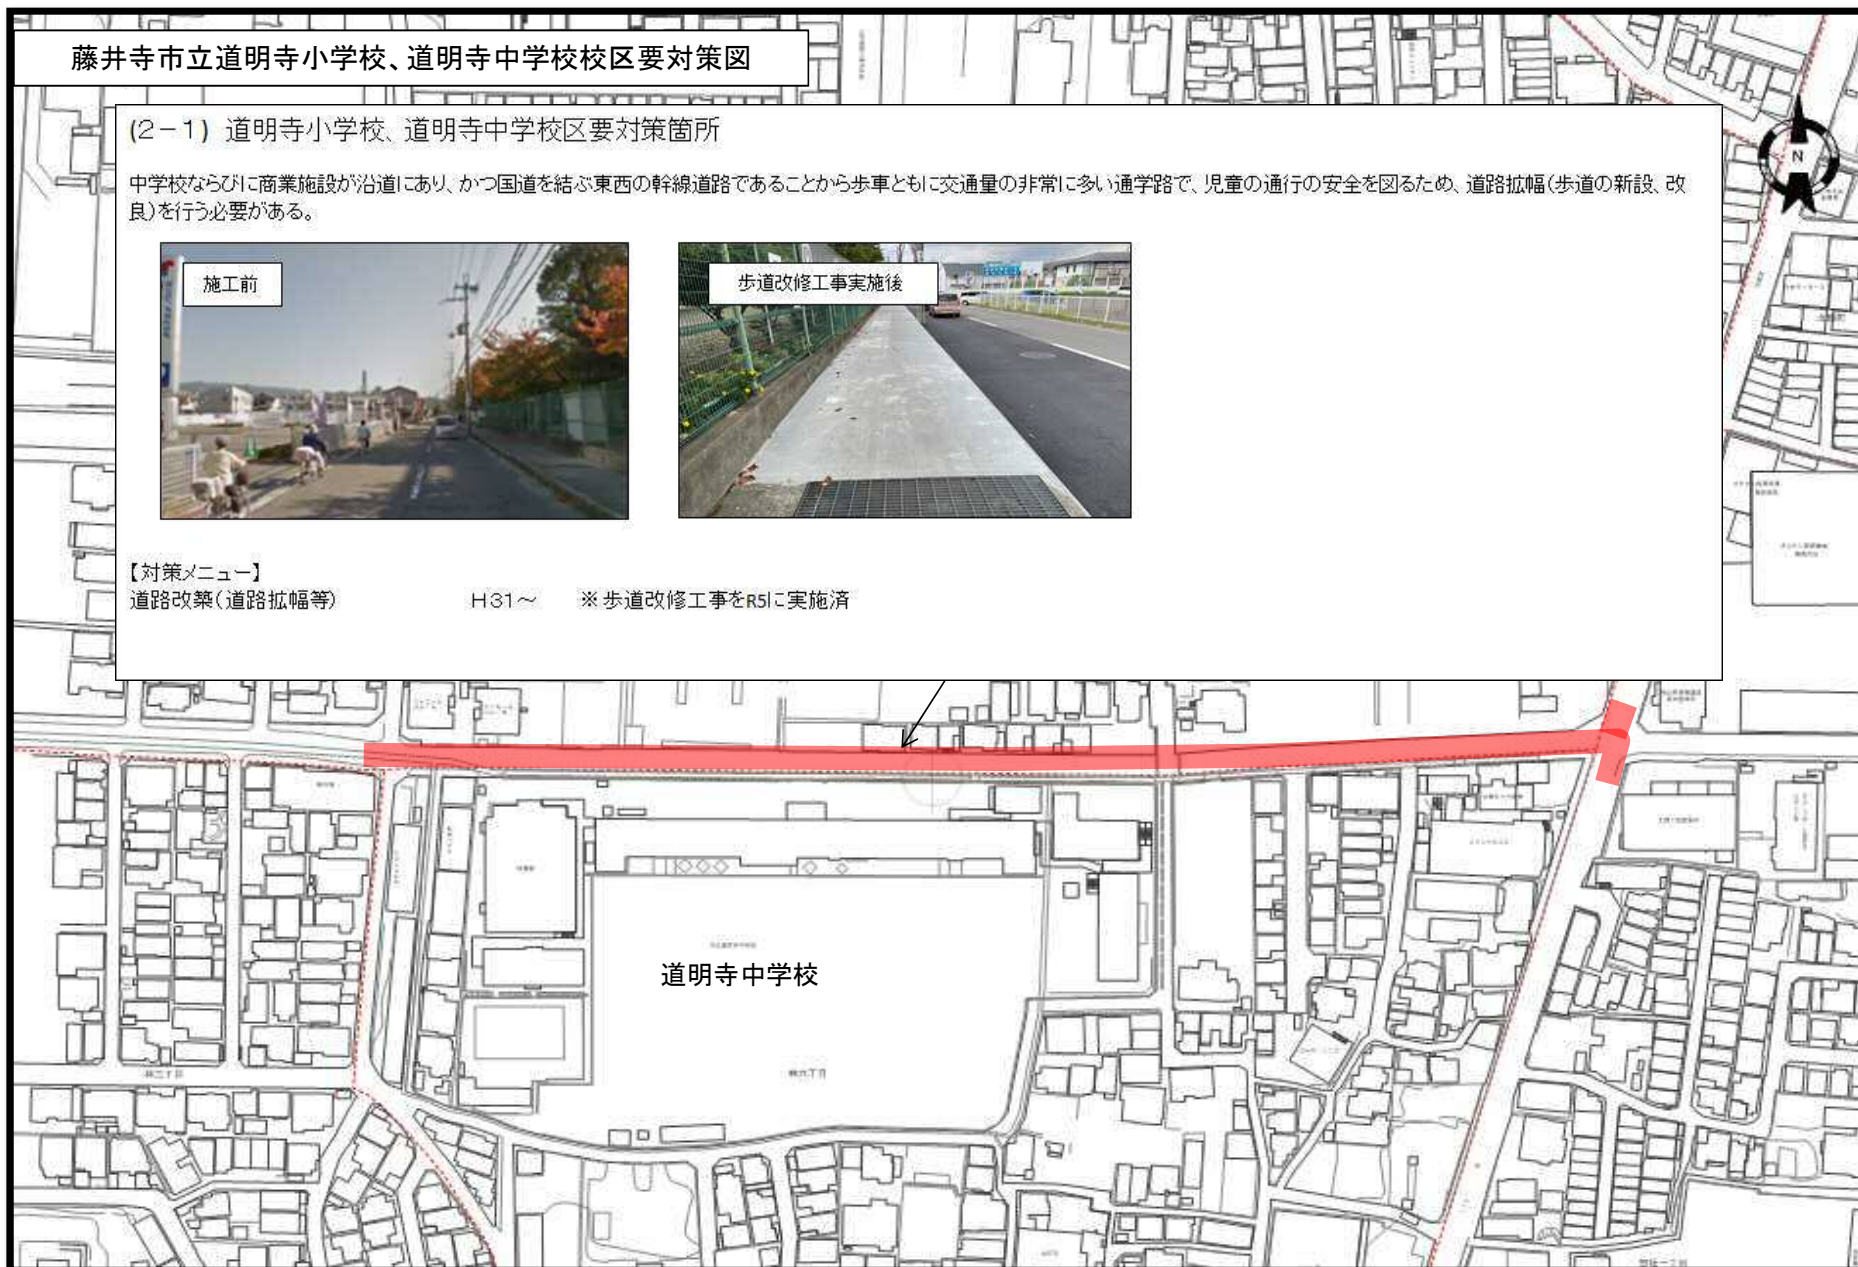 藤井寺市立道明寺小学校、道明寺中学校校区要対策図
(2－1) 道明寺小学校、道明寺中学校区要対策箇所
中学校ならびに商業施設が沿道にあり、かつ国道を結ぶ東西の幹線道路であることから歩車ともに交通量の非常に多い通学路で、児童の通行の安全を図るため、道路拡幅(歩道の新設、改
良)を行う必要がある。
施工前
歩道改修工事実施後
【対策メニュー】
道路改築(道路拡幅等) H31～ ※歩道改修工事をR5に実施済
N
道明寺中学校
林六丁目
林三丁目